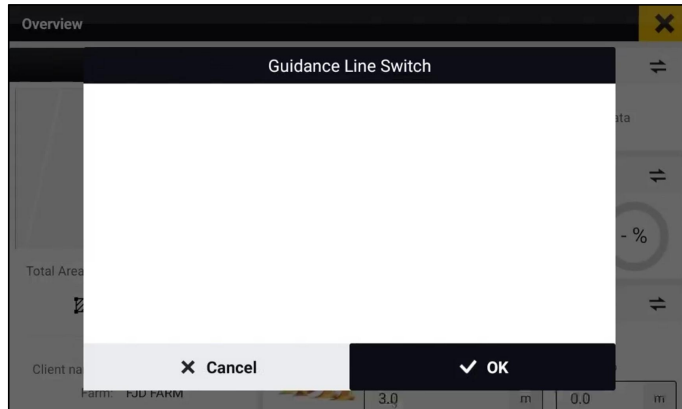 Overview
Guidance Line Switch
ata
- %
Total Area
Client na
Farm: FJD FARM
Cancel
OK
3.0 m
0.0 m